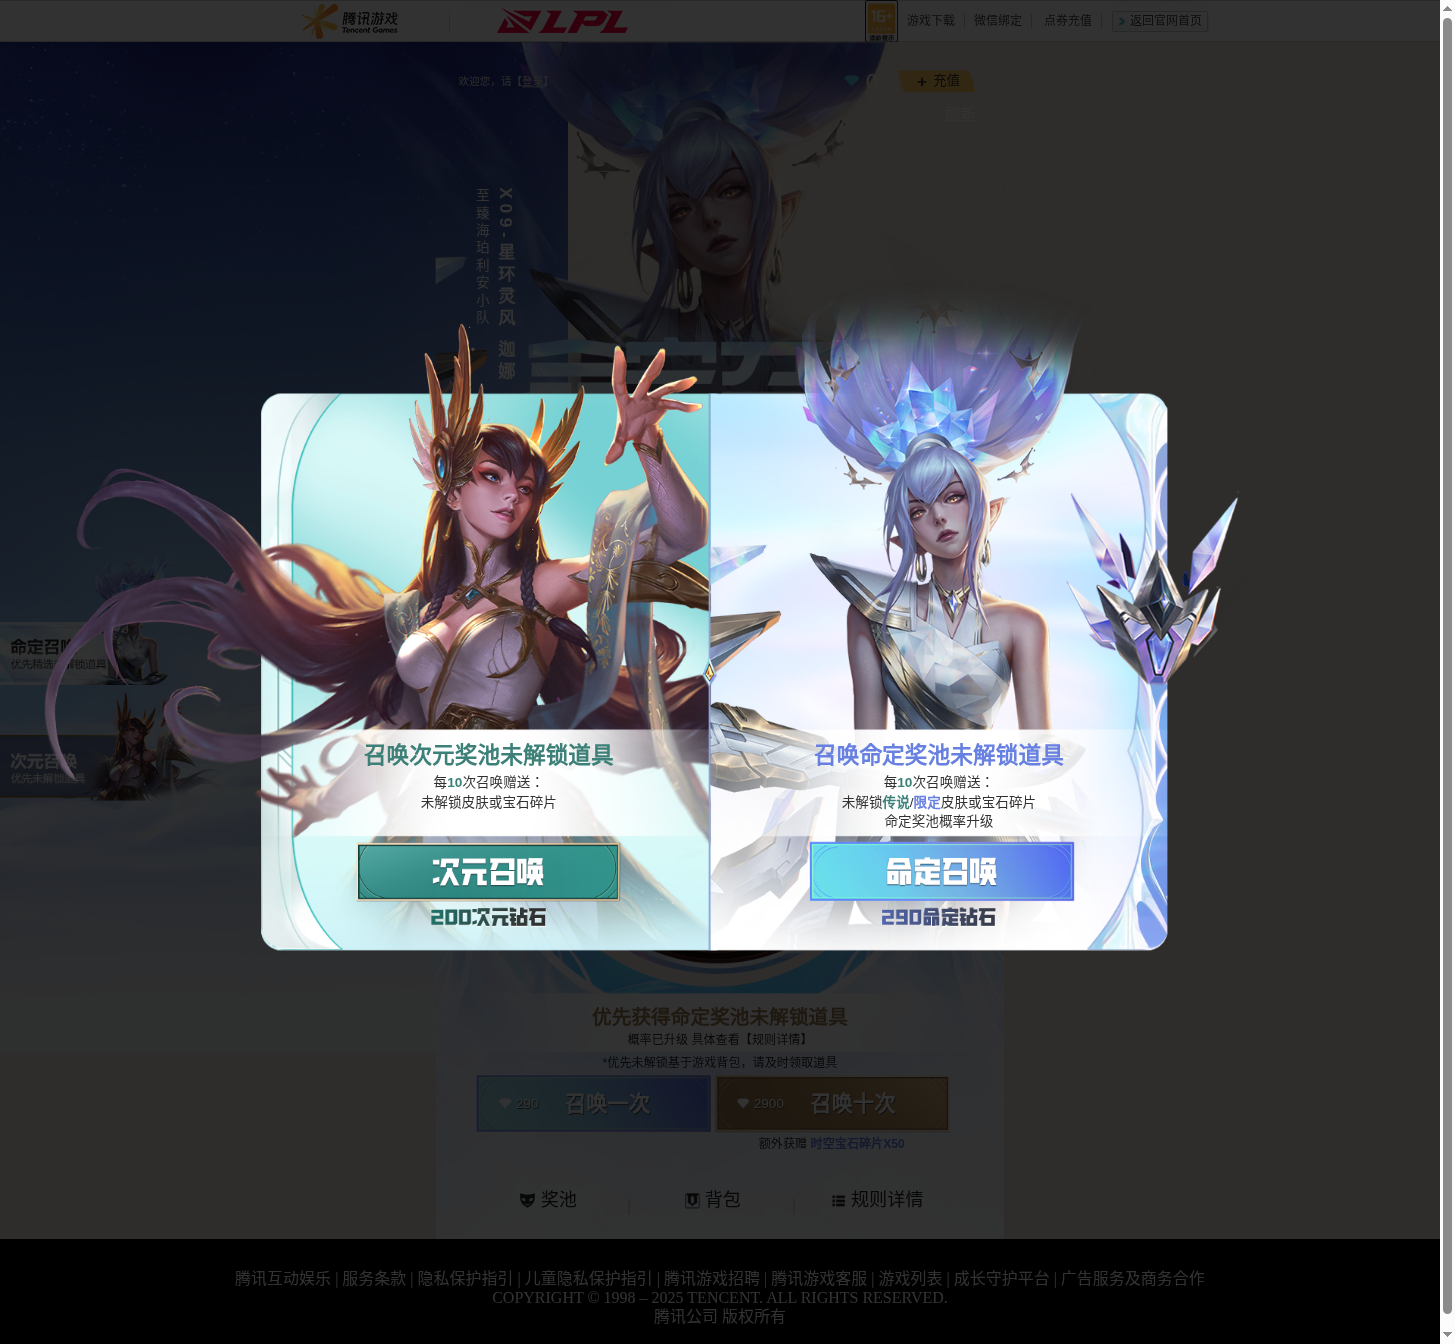 腾讯游戏
Tencent Games
LPL
16+
游戏下载
微信绑定
点券充值
返回官网首页
欢迎您，请【登录】
充值
X09-星环灵风 迦娜
至臻海珀利安小队
命定召唤
优先精选未解锁道具
次元召唤
优先未解锁道具
召唤次元奖池未解锁道具
每10次召唤赠送：
未解锁皮肤或宝石碎片
次元召唤
200次元钻石
召唤命定奖池未解锁道具
每10次召唤赠送：
未解锁传说/限定皮肤或宝石碎片
命定奖池概率升级
命定召唤
290命定钻石
优先获得命定奖池未解锁道具
概率已升级 具体查看【规则详情】
*优先未解锁基于游戏背包，请及时领取道具
290 召唤一次
2900 召唤十次
额外获赠 时空宝石碎片X50
奖池
背包
规则详情
腾讯互动娱乐 | 服务条款 | 隐私保护指引 | 儿童隐私保护指引 | 腾讯游戏招聘 | 腾讯游戏客服 | 游戏列表 | 成长守护平台 | 广告服务及商务合作
COPYRIGHT © 1998 – 2025 TENCENT. ALL RIGHTS RESERVED.
腾讯公司 版权所有